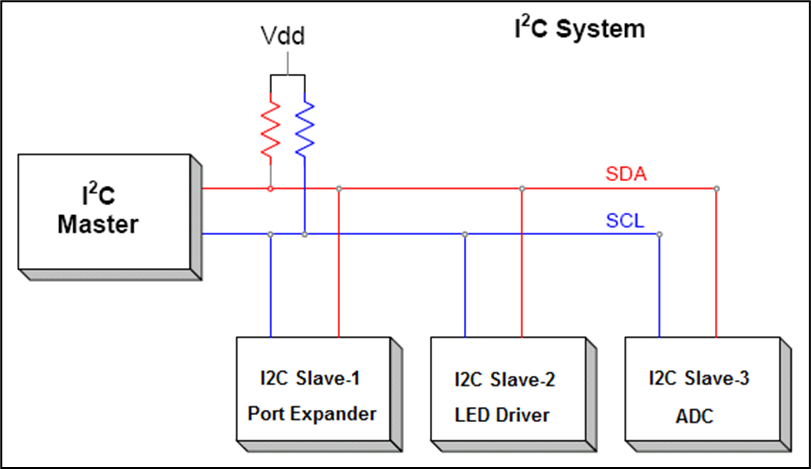 I²C System
Vdd
SDA
I²C
Master
SCL
I2C Slave-1
Port Expander
I2C Slave-2
LED Driver
I2C Slave-3
ADC